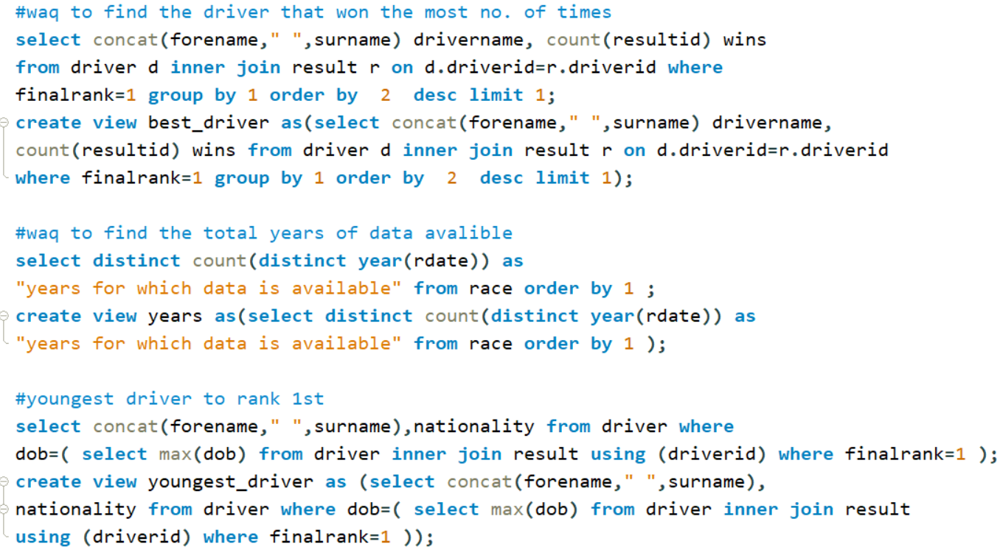 #waq to find the driver that won the most no. of times
select concat(forename," ",surname) drivername, count(resultid) wins
from driver d inner join result r on d.driverid=r.driverid where
finalrank=1 group by 1 order by  2  desc limit 1;
create view best_driver as(select concat(forename," ",surname) drivername,
count(resultid) wins from driver d inner join result r on d.driverid=r.driverid
where finalrank=1 group by 1 order by  2  desc limit 1);
#waq to find the total years of data avalible
select distinct count(distinct year(rdate)) as
"years for which data is available" from race order by 1 ;
create view years as(select distinct count(distinct year(rdate)) as
"years for which data is available" from race order by 1 );
#youngest driver to rank 1st
select concat(forename," ",surname),nationality from driver where
dob=( select max(dob) from driver inner join result using (driverid) where finalrank=1 );
create view youngest_driver as (select concat(forename," ",surname),
nationality from driver where dob=( select max(dob) from driver inner join result
using (driverid) where finalrank=1 ));